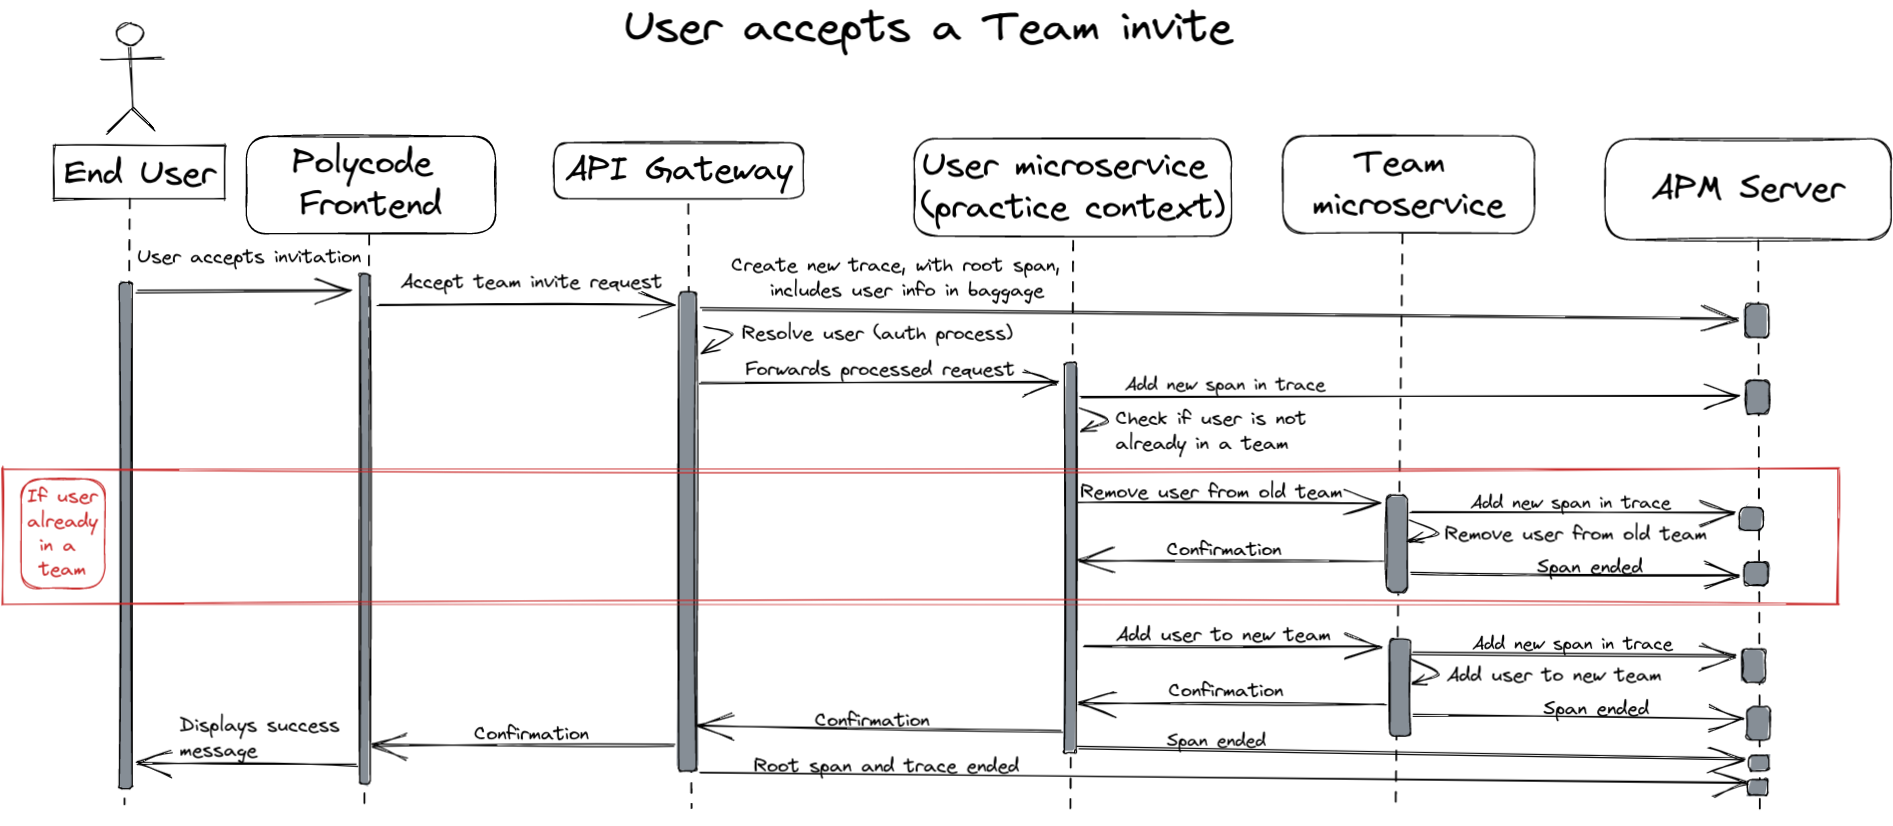 User accepts a Team invite
End User
Polycode
Frontend
API Gateway
User microservice
(practice context)
Team
microservice
APM Server
User accepts invitation
Accept team invite request
Create new trace, with root span,
includes user info in baggage
Resolve user (auth process)
Forwards processed request
Add new span in trace
Check if user is not
already in a team
If user
already
in a
team
Remove user from old team
Add new span in trace
Remove user from old team
Confirmation
Span ended
Add user to new team
Add new span in trace
Add user to new team
Confirmation
Span ended
Confirmation
Confirmation
Displays success
message
Span ended
Root span and trace ended